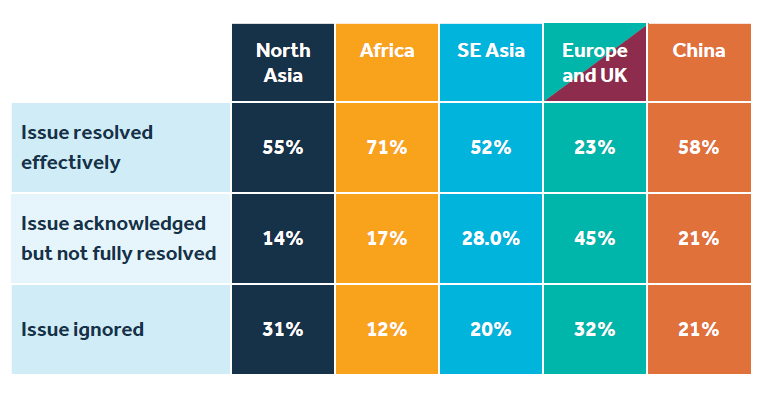 North Asia Africa SE Asia Europe and UK China
Issue resolved effectively 55% 71% 52% 23% 58%
Issue acknowledged but not fully resolved 14% 17% 28.0% 45% 21%
Issue ignored 31% 12% 20% 32% 21%